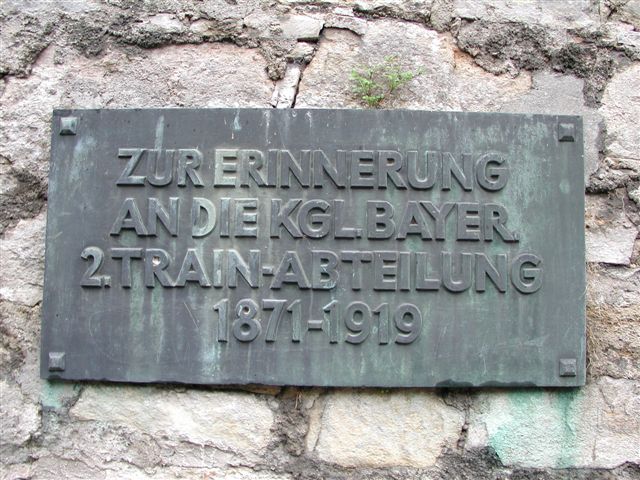 ZUR ERINNERUNG
AN DIE KGL. BAYER.
2. TRAIN-ABTEILUNG
1871-1919